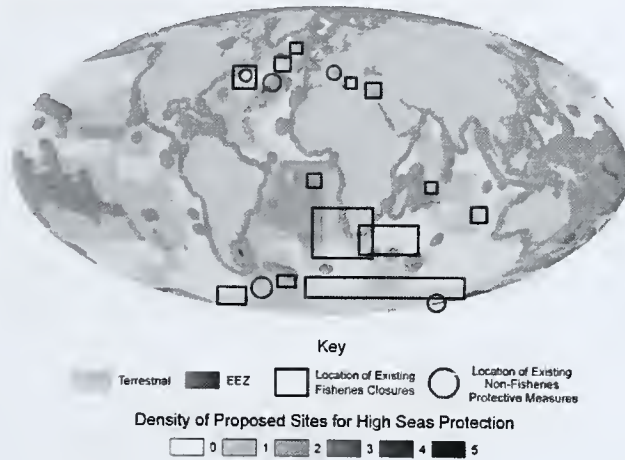 Key
Terrestrial
EEZ
Location of Existing
Fisheries Closures
Location of Existing
Non-Fisheries
Protective Measures
Density of Proposed Sites for High Seas Protection
0 1 2 3 4 5